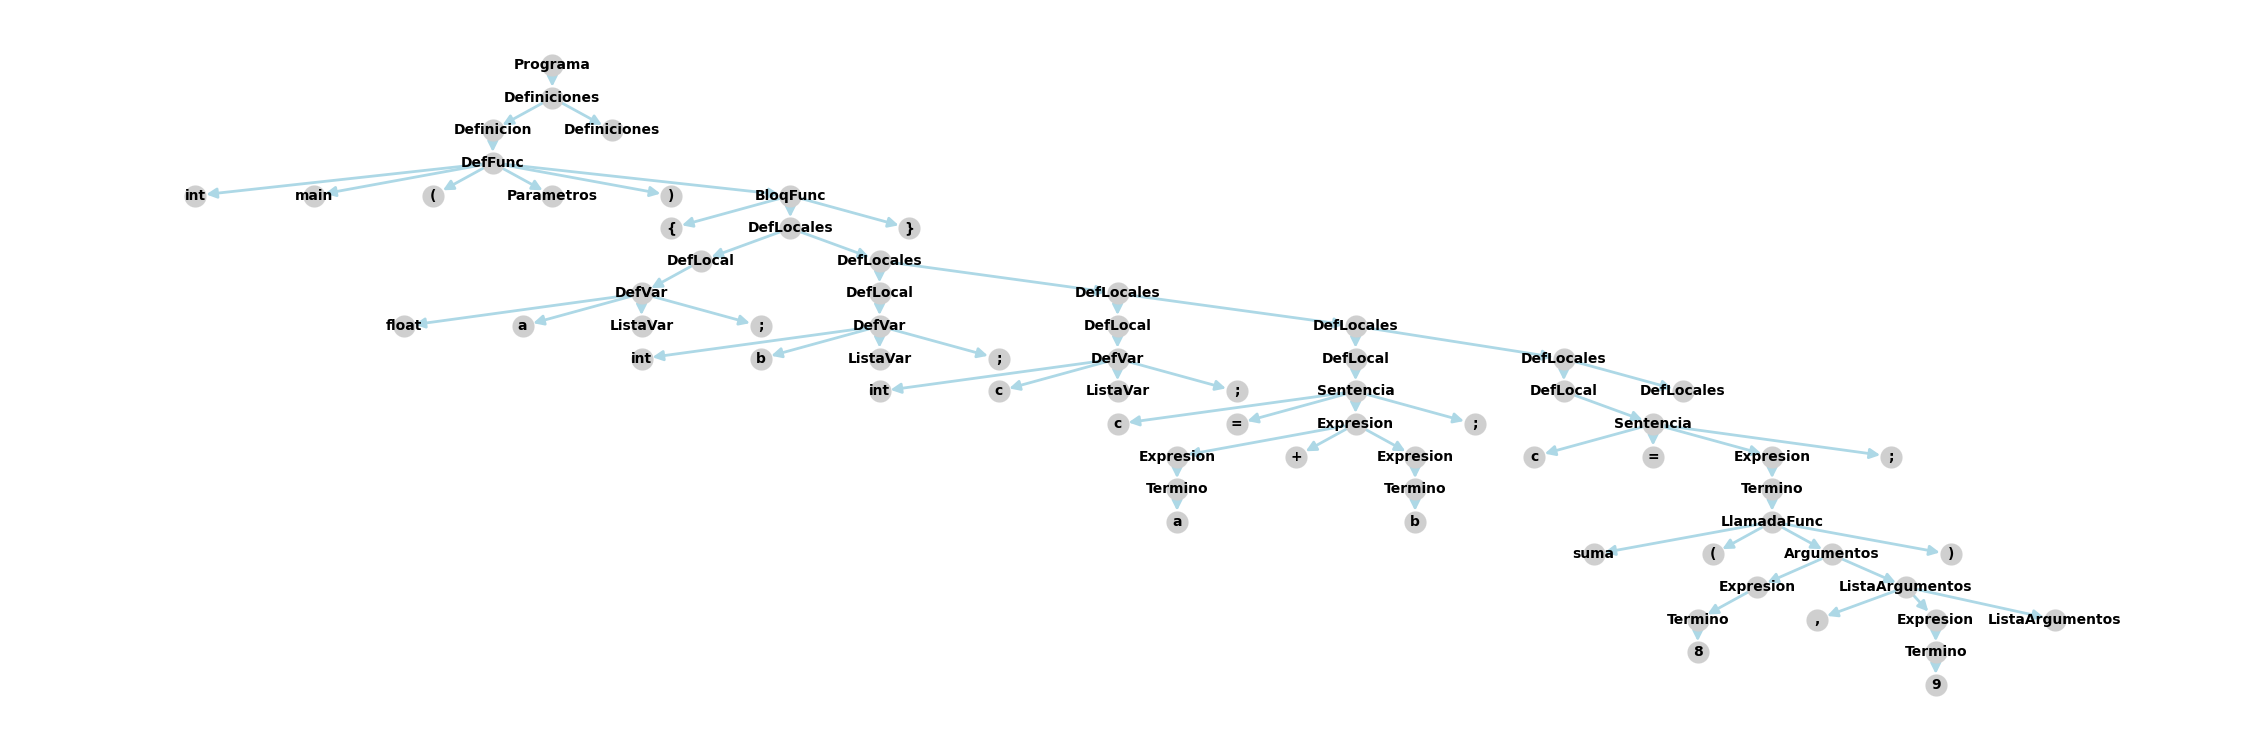 Programa
Definiciones
Definicion Definiciones
DefFunc
int main ( Parametros ) BloqFunc
{ DefLocales }
DefLocal DefLocales
DefVar DefLocal DefLocales
float a ListaVar ; DefVar DefLocal DefLocales
int b ListaVar ; DefVar DefLocal DefLocales
int c ListaVar ; Sentencia DefLocal DefLocales
c = Expresion ; Sentencia
Expresion + Expresion c = Expresion ;
Termino Termino Termino
a b LlamadaFunc
suma ( Argumentos )
Expresion ListaArgumentos
Termino , Expresion ListaArgumentos
8 Termino
9